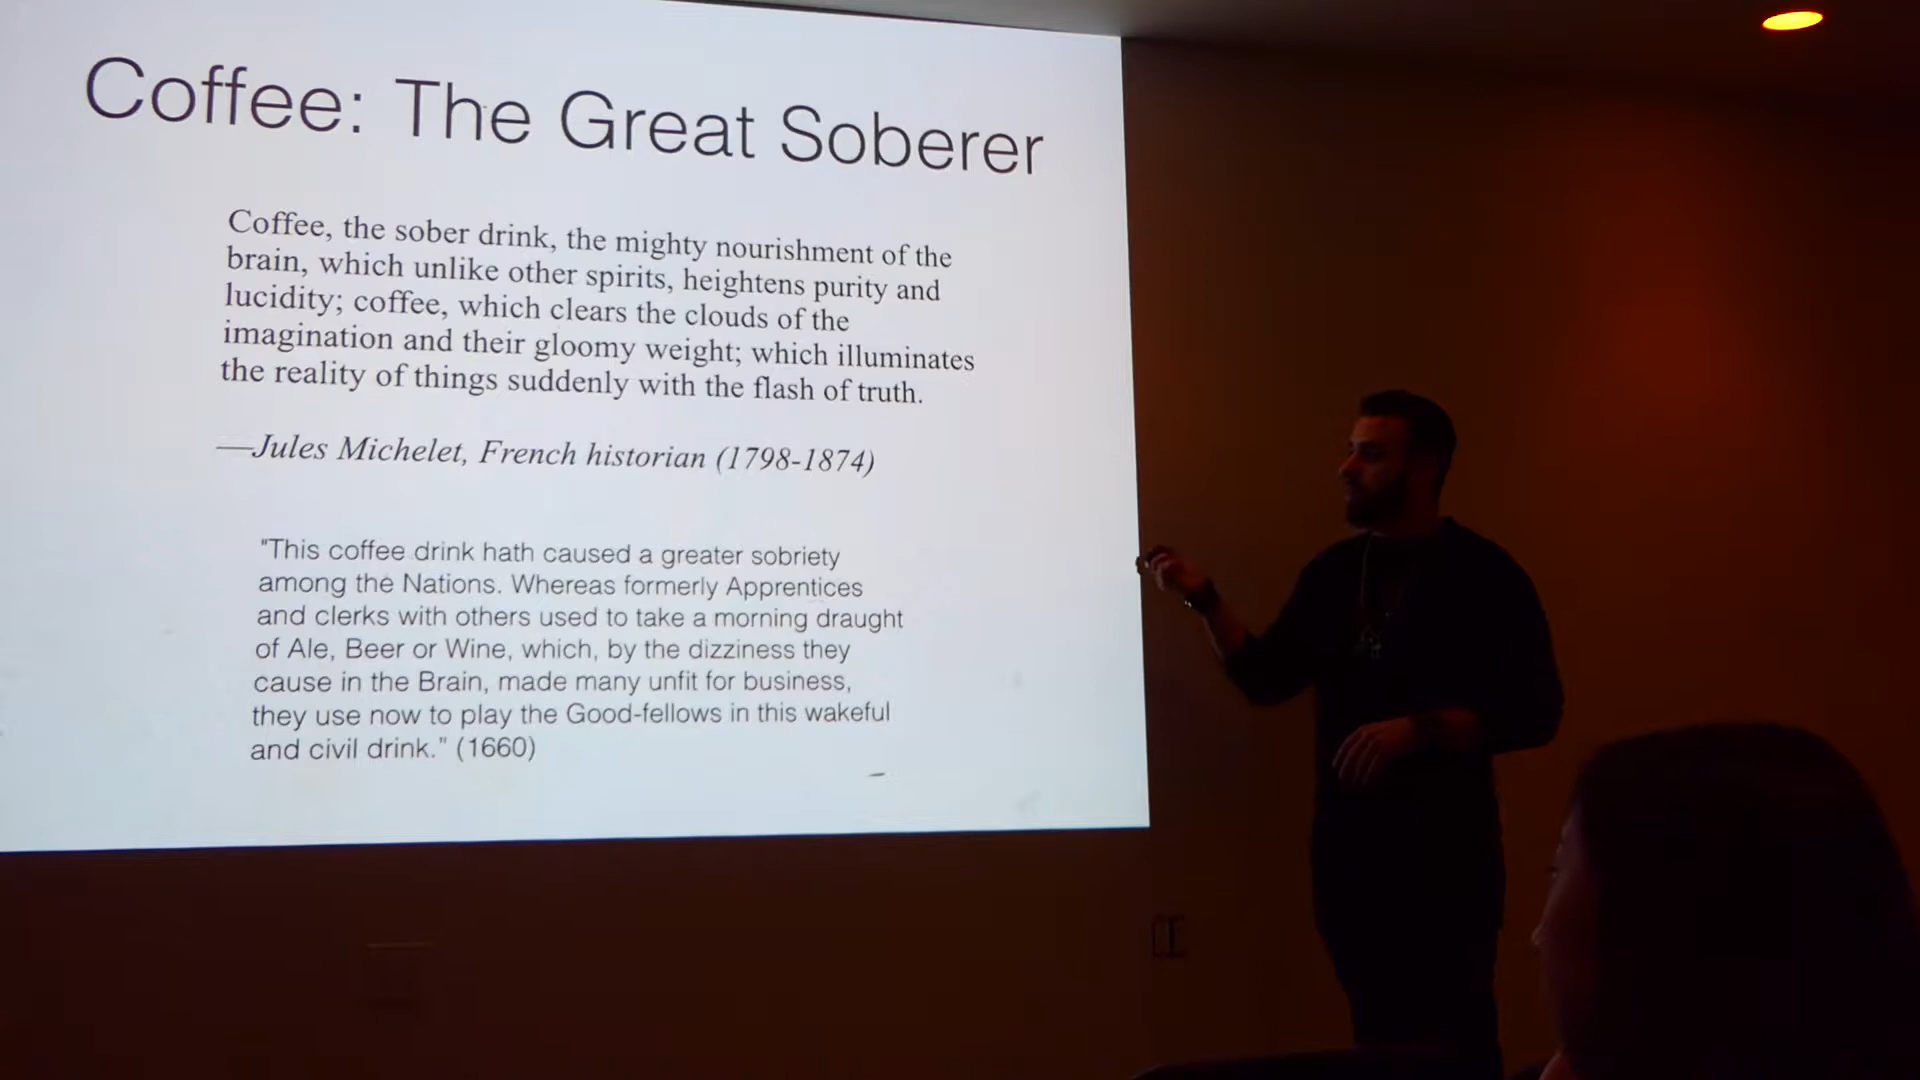 Coffee: The Great Soberer
Coffee, the sober drink, the mighty nourishment of the
brain, which unlike other spirits, heightens purity and
lucidity; coffee, which clears the clouds of the
imagination and their gloomy weight; which illuminates
the reality of things suddenly with the flash of truth.
—Jules Michelet, French historian (1798-1874)
"This coffee drink hath caused a greater sobriety
among the Nations. Whereas formerly Apprentices
and clerks with others used to take a morning draught
of Ale, Beer or Wine, which, by the dizziness they
cause in the Brain, made many unfit for business,
they use now to play the Good-fellows in this wakeful
and civil drink." (1660)